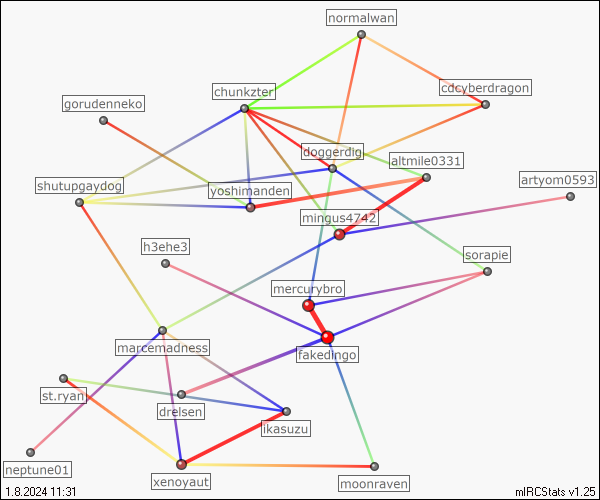 normalwan
chunkzter
cdcyberdragon
gorudenneko
doggerdig
altmile0331
artyom0593
shutupgaydog
yoshimanden
mingus4742
h3ehe3
sorapie
mercurybro
marcemadness
fakedingo
st.ryan
drelsen
ikasuzu
neptune01
xenoyaut
moonraven
1.8.2024 11:31
mIRCStats v1.25